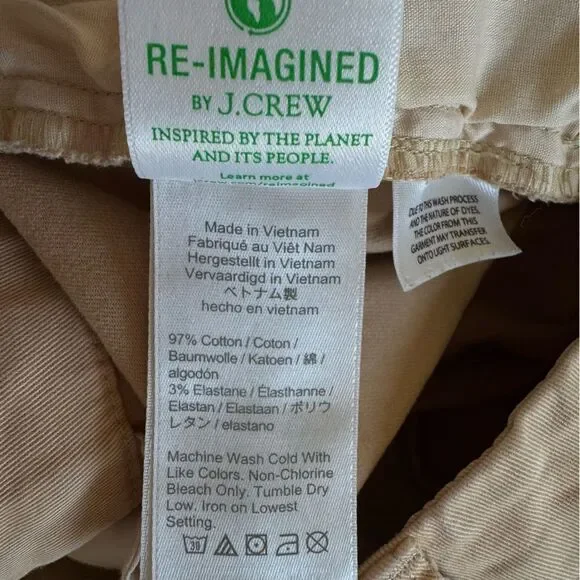 RE-IMAGINED
BY J.CREW
INSPIRED BY THE PLANET
AND ITS PEOPLE.
Learn more at
jcrew.com/reimagined
Made in Vietnam
Fabriqué au Viêt Nam
Hergestellt in Vietnam
Vervaardigd in Vietnam
ベトナム製
hecho en vietnam
97% Cotton / Coton /
Baumwolle / Katoen / 綿 /
algodón
3% Elastane / Élasthanne /
Elastan / Elastaan / ポリウ
レタン / elastano
Machine Wash Cold With
Like Colors. Non-Chlorine
Bleach Only. Tumble Dry
Low. Iron on Lowest
Setting.
30
DUE TO THIS WASH PROCESS
AND THE NATURE OF DYES,
THE COLOR FROM THIS
GARMENT MAY TRANSFER
ONTO LIGHT SURFACES.